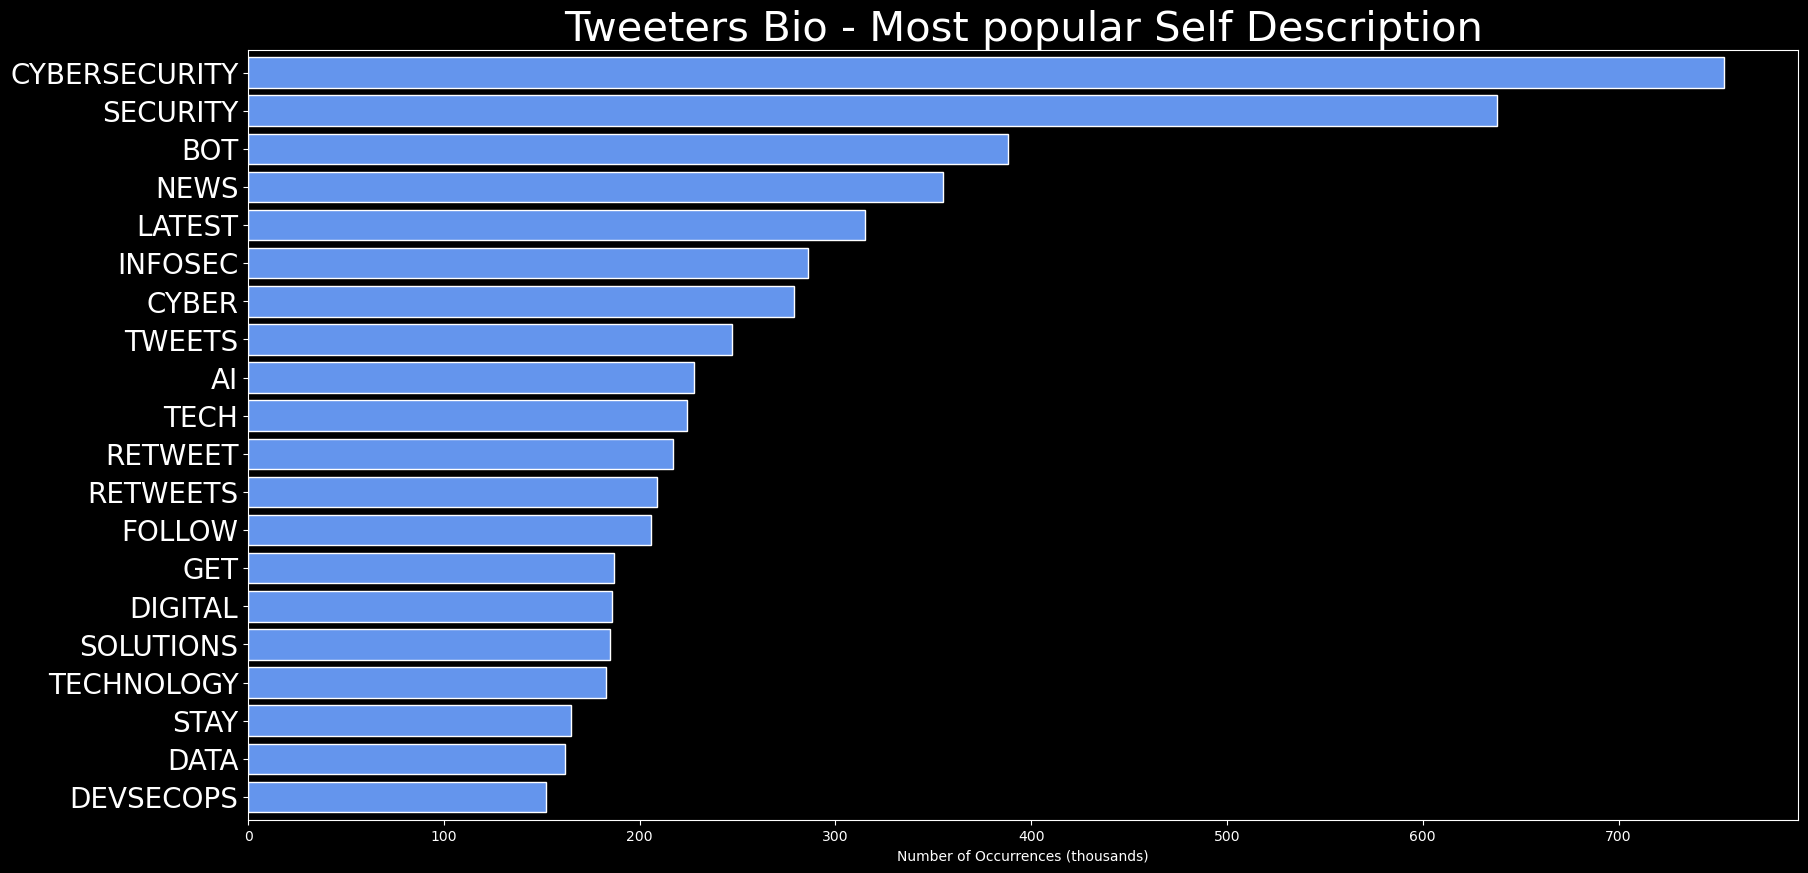 Tweeters Bio - Most popular Self Description
CYBERSECURITY
SECURITY
BOT
NEWS
LATEST
INFOSEC
CYBER
TWEETS
AI
TECH
RETWEET
RETWEETS
FOLLOW
GET
DIGITAL
SOLUTIONS
TECHNOLOGY
STAY
DATA
DEVSECOPS
0 100 200 300 400 500 600 700
Number of Occurrences (thousands)